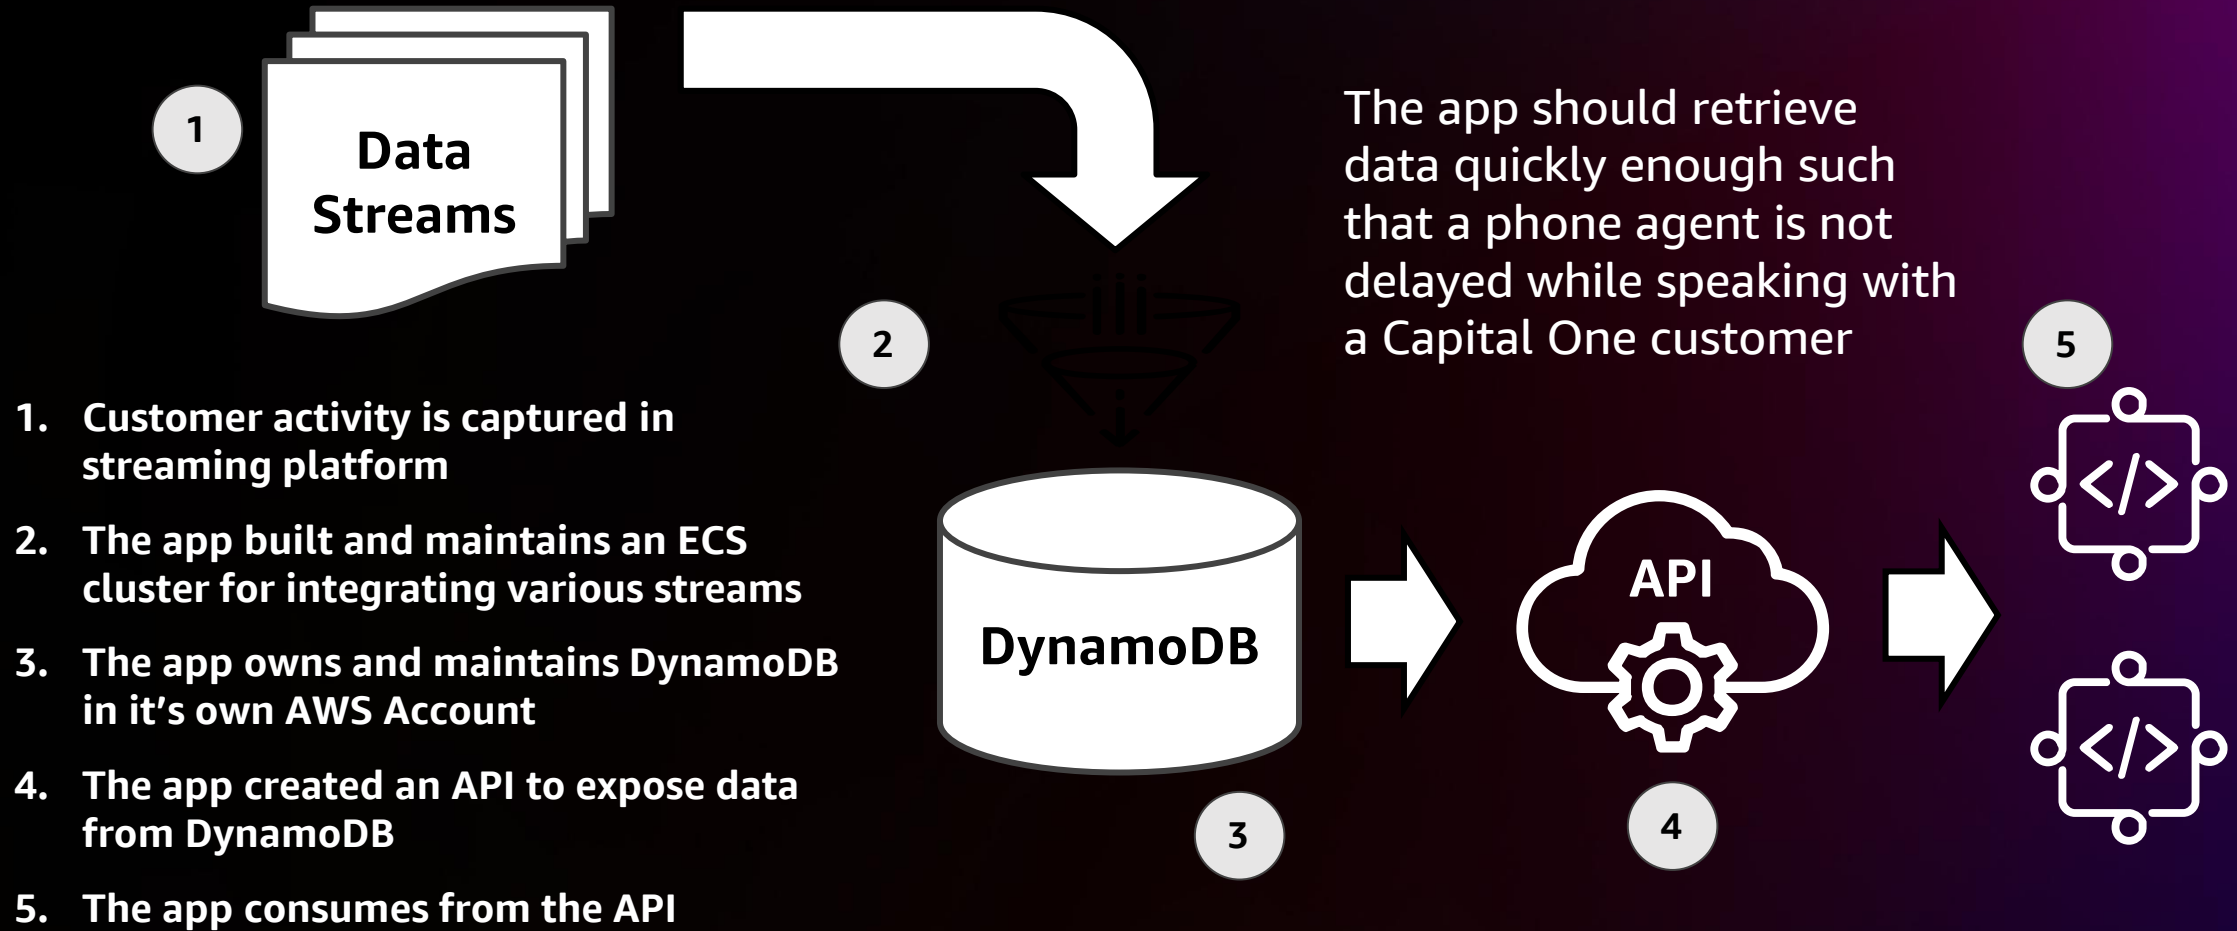 1
Data
Streams
The app should retrieve
data quickly enough such
that a phone agent is not
delayed while speaking with
a Capital One customer
2
5
1. Customer activity is captured in
streaming platform
2. The app built and maintains an ECS
cluster for integrating various streams
3. The app owns and maintains DynamoDB
in it’s own AWS Account
4. The app created an API to expose data
from DynamoDB
5. The app consumes from the API
DynamoDB
3
API
4
</>
</>